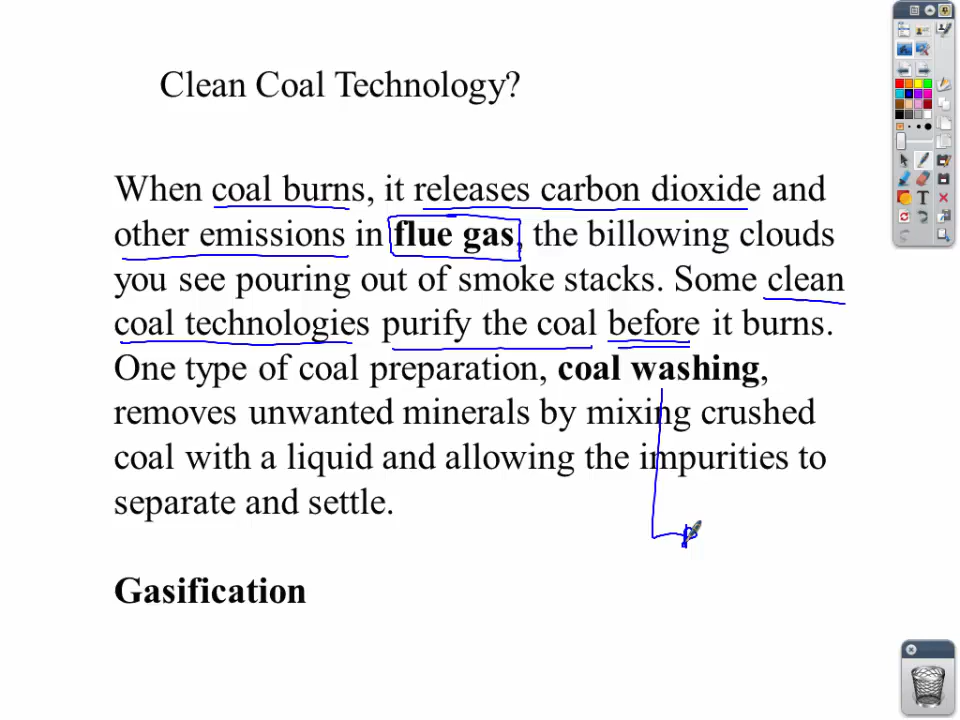 Clean Coal Technology?
When coal burns, it releases carbon dioxide and
other emissions in flue gas, the billowing clouds
you see pouring out of smoke stacks. Some clean
coal technologies purify the coal before it burns.
One type of coal preparation, coal washing,
removes unwanted minerals by mixing crushed
coal with a liquid and allowing the impurities to
separate and settle.
Gasification